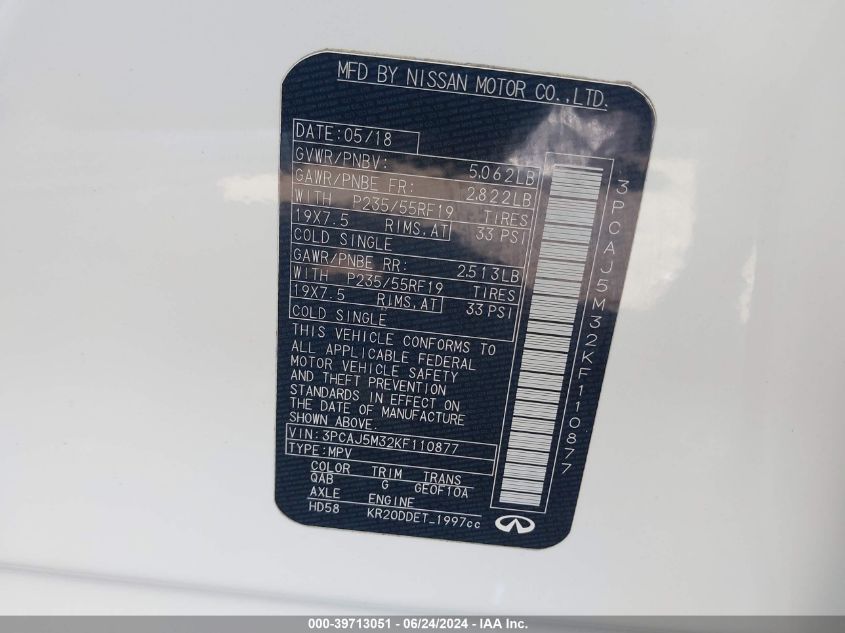 MFD BY NISSAN MOTOR CO.,LTD.
DATE:05/18
GVWR/PNBV: 5.062LB
GAWR/PNBE FR: 2.822LB
WITH P235/55RF19 TIRES
19X7.5 RIMS,AT 33 PSI
COLD SINGLE
GAWR/PNBE RR: 2.513LB
WITH P235/55RF19 TIRES
19X7.5 RIMS,AT 33 PSI
COLD SINGLE
THIS VEHICLE CONFORMS TO
ALL APPLICABLE FEDERAL
MOTOR VEHICLE SAFETY
AND THEFT PREVENTION
STANDARDS IN EFFECT ON
THE DATE OF MANUFACTURE
SHOWN ABOVE.
VIN:3PCAJ5M32KF110877
TYPE:MPV
COLOR TRIM TRANS
QAB G GE0F10A
AXLE ENGINE
HD58 KR20DDET_1997cc
3PCAJ5M32KF110877
000-39713051 - 06/24/2024 - IAA Inc.